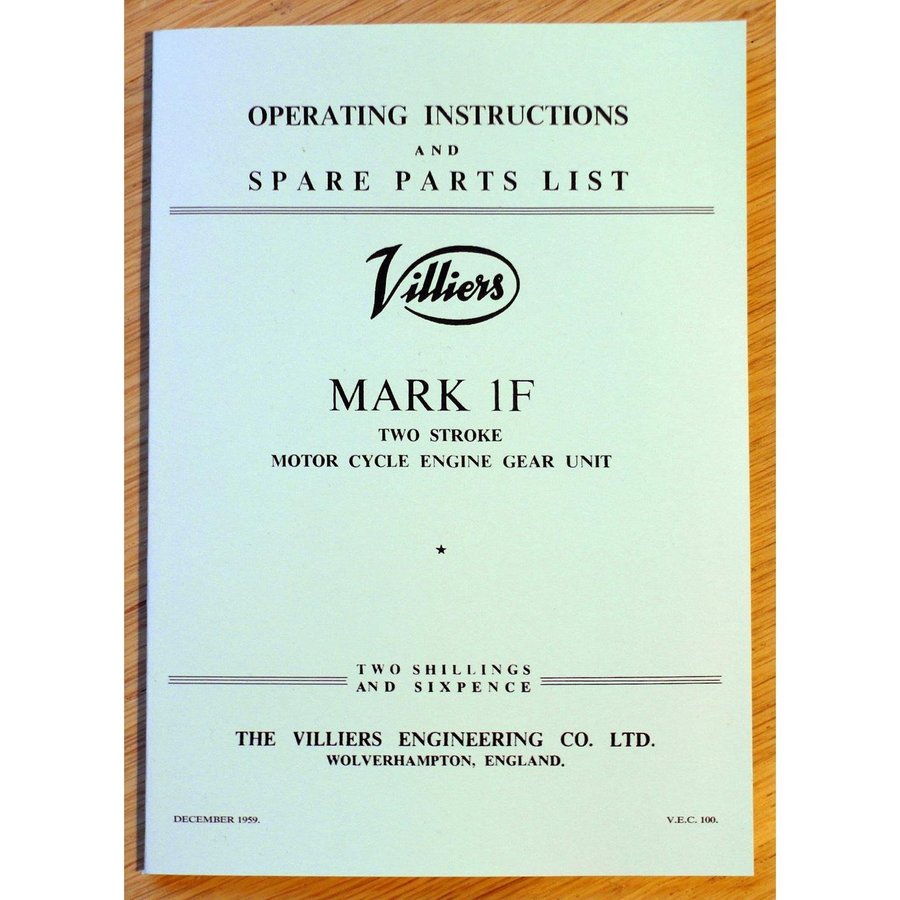 OPERATING INSTRUCTIONS
AND
SPARE PARTS LIST
Villiers
MARK 1F
TWO STROKE
MOTOR CYCLE ENGINE GEAR UNIT
TWO SHILLINGS
AND SIXPENCE
THE VILLIERS ENGINEERING CO. LTD.
WOLVERHAMPTON, ENGLAND.
DECEMBER 1959. V.E.C. 100.